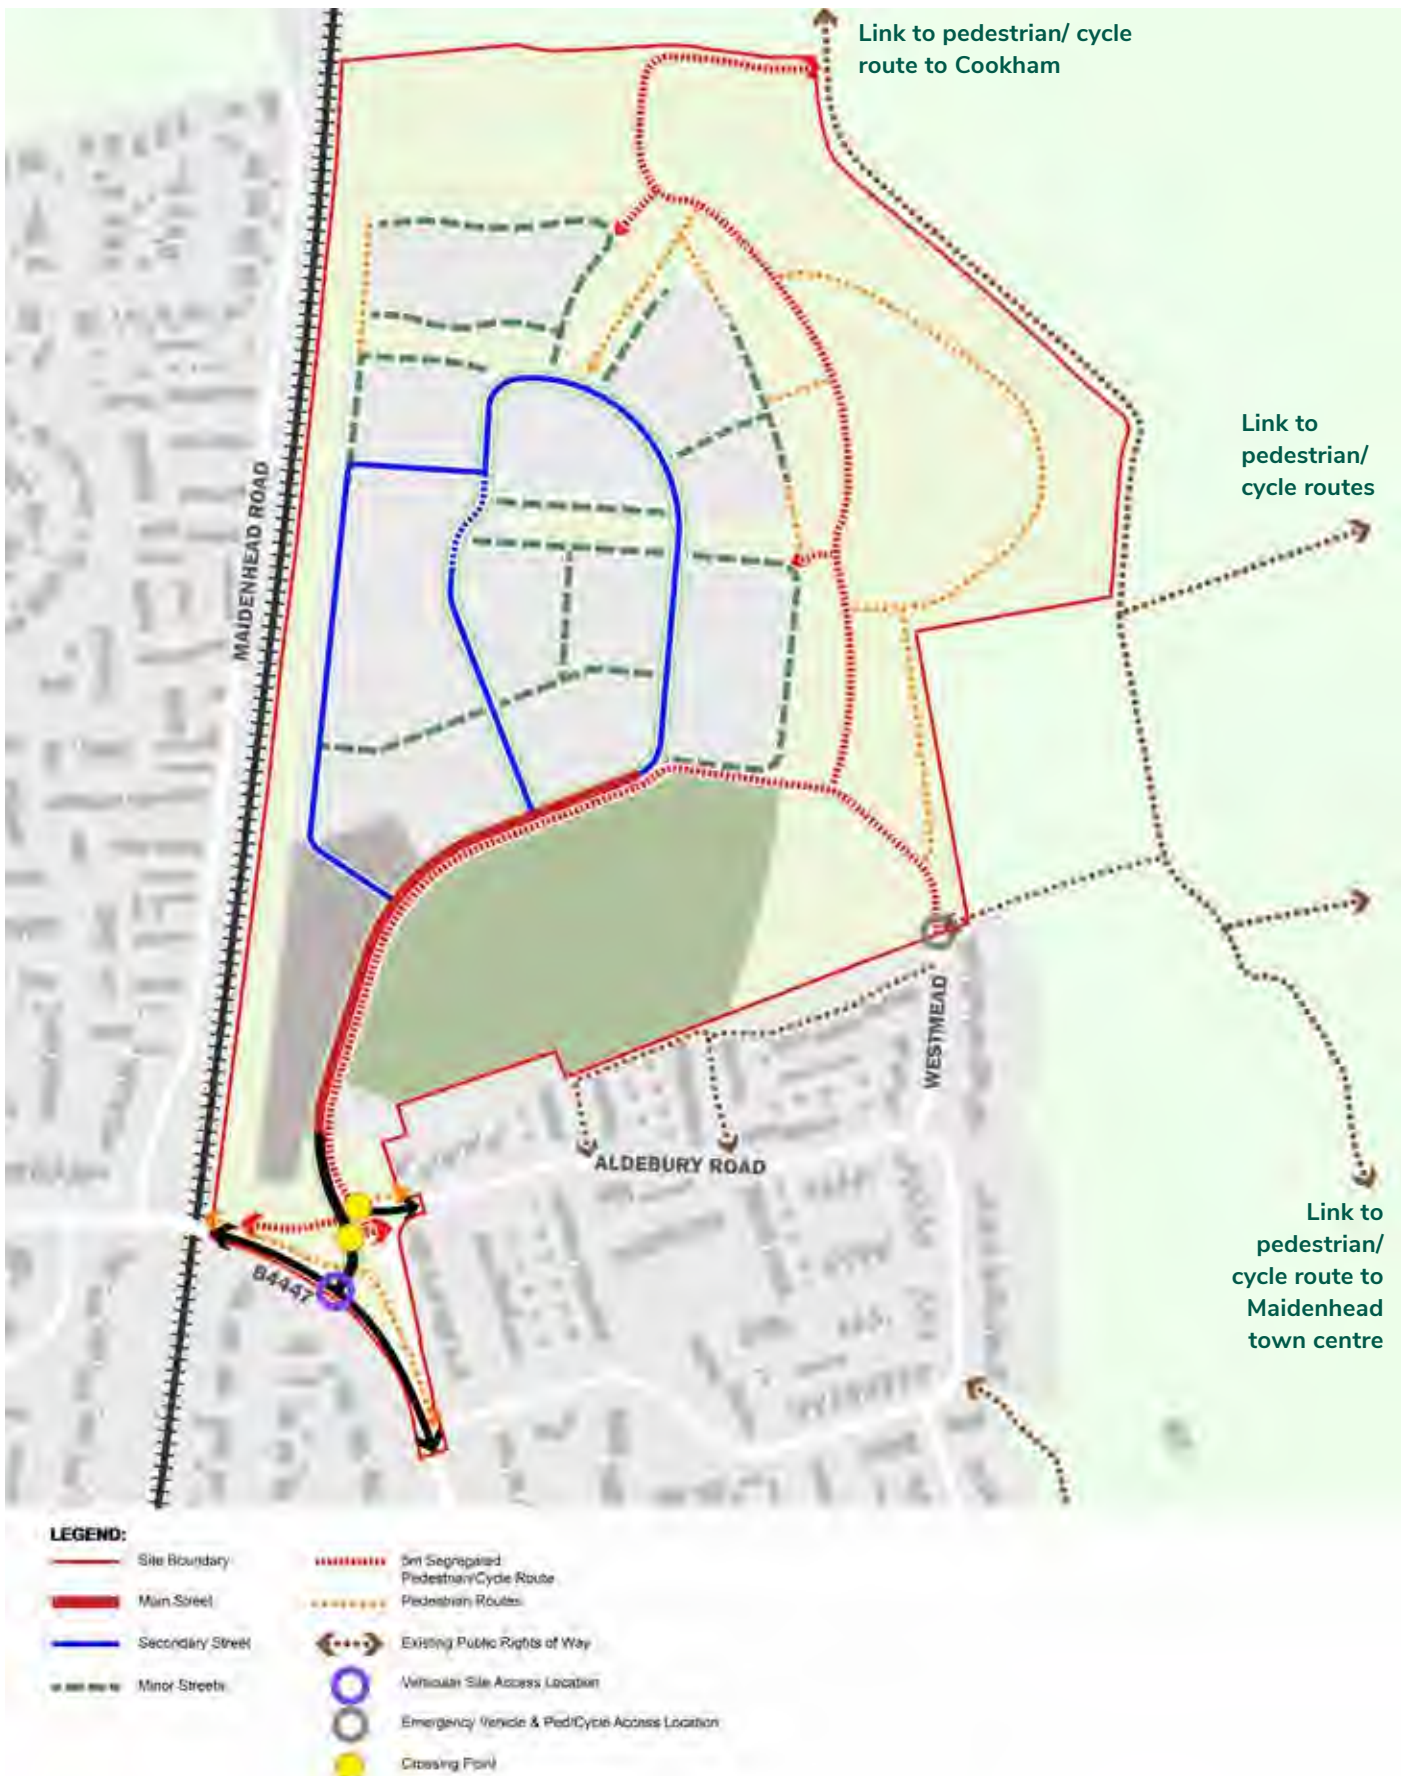 Link to pedestrian/ cycle
route to Cookham
Link to
pedestrian/
cycle routes
MAIDENHEAD ROAD
WESTMEAD
ALDEBURY ROAD
B4447
Link to
pedestrian/
cycle route to
Maidenhead
town centre
LEGEND:
Site Boundary
Main Street
Secondary Street
Minor Streets
5m Segregated
Pedestrian/Cycle Route
Pedestrian Routes
Existing Public Rights of Way
Vehicular Site Access Location
Emergency Vehicle & Ped/Cycle Access Location
Crossing Point